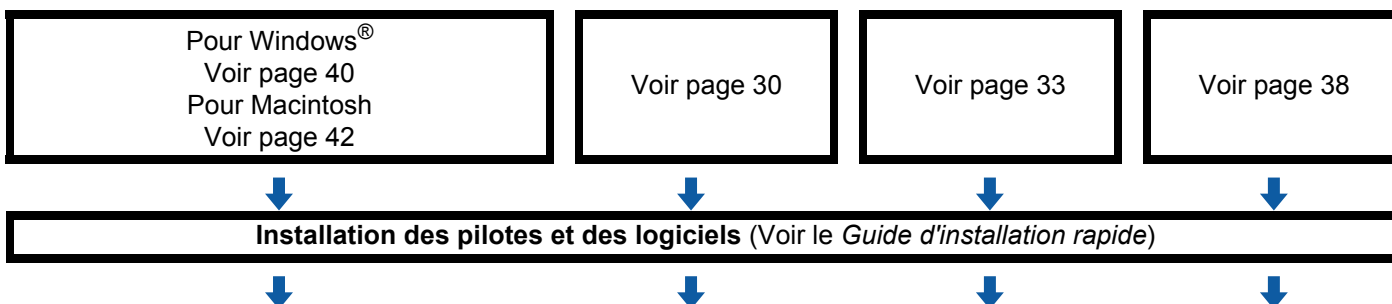 Pour Windows®
Voir page 40
Pour Macintosh
Voir page 42
Voir page 30
Voir page 33
Voir page 38
Installation des pilotes et des logiciels (Voir le Guide d'installation rapide)